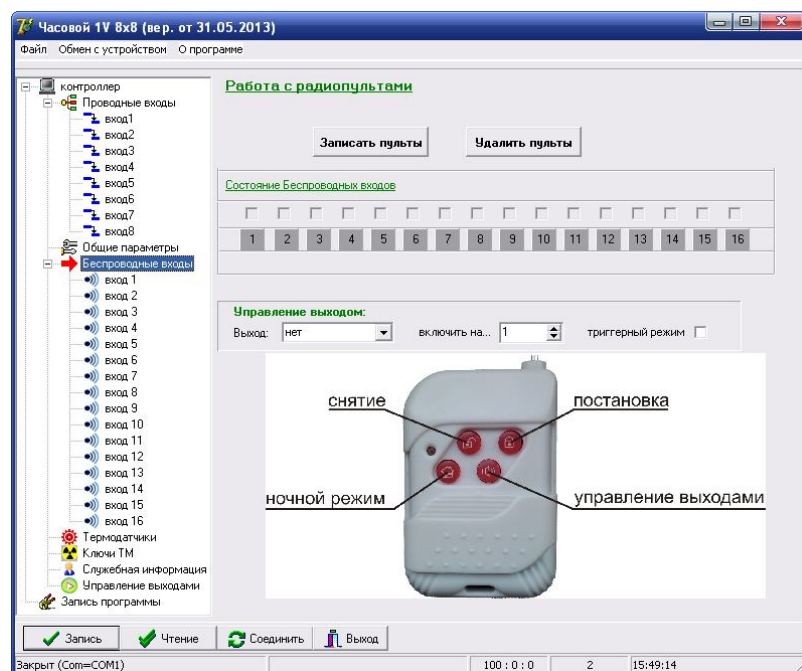 Часовой 1V 8x8 (вер. от 31.05.2013)
Файл Обмен с устройством О программе
контроллер
Проводные входы
вход1
вход2
вход3
вход4
вход5
вход6
вход7
вход8
Общие параметры
Беспроводные входы
вход 1
вход 2
вход 3
вход 4
вход 5
вход 6
вход 7
вход 8
вход 9
вход 10
вход 11
вход 12
вход 13
вход 14
вход 15
вход 16
Термодатчики
Ключи ТМ
Служебная информация
Управление выходами
Запись программы
Работа с радиопультами
Записать пульты Удалить пульты
Состояние Беспроводных входов
1 2 3 4 5 6 7 8 9 10 11 12 13 14 15 16
Управление выходом:
Выход: нет включить на... 1 триггерный режим
снятие постановка
ночной режим управление выходами
Запись Чтение Соединить Выход
Закрыт (Com=COM1) 100 : 0 : 0 2 15:49:14